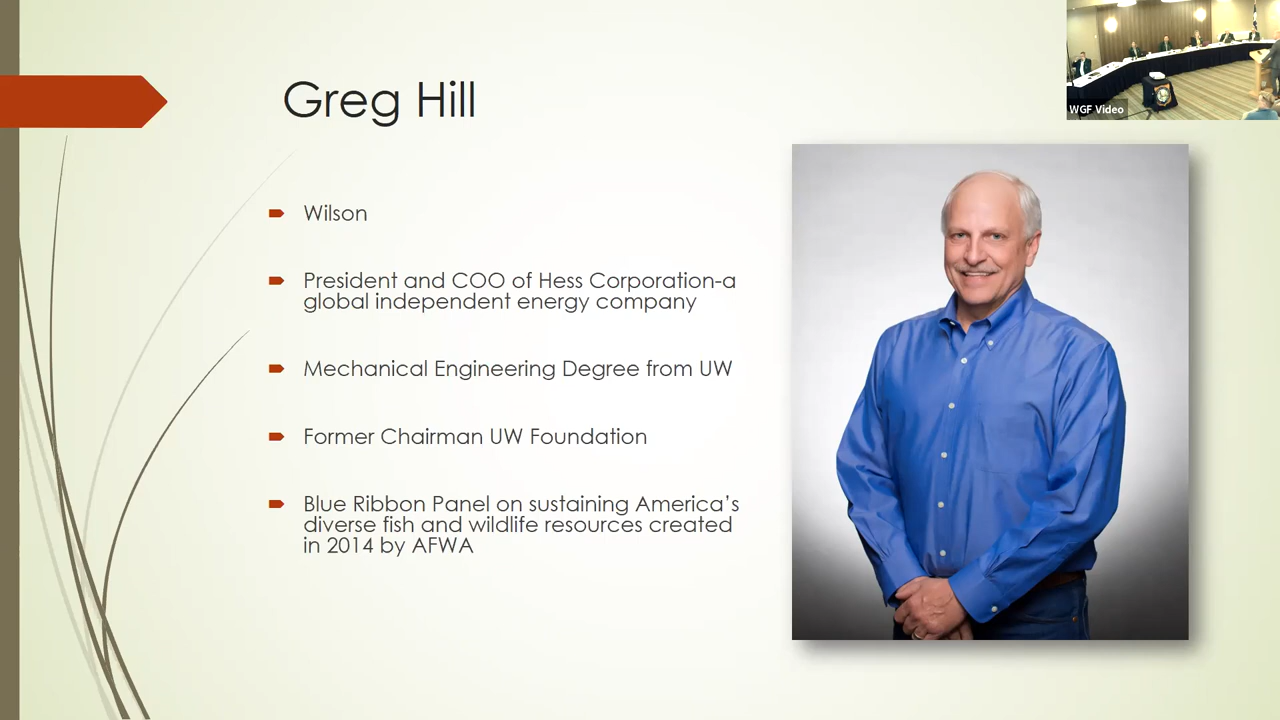 Greg Hill
Wilson
President and COO of Hess Corporation-a
global independent energy company
Mechanical Engineering Degree from UW
Former Chairman UW Foundation
Blue Ribbon Panel on sustaining America's
diverse fish and wildlife resources created
in 2014 by AFWA
WGF Video